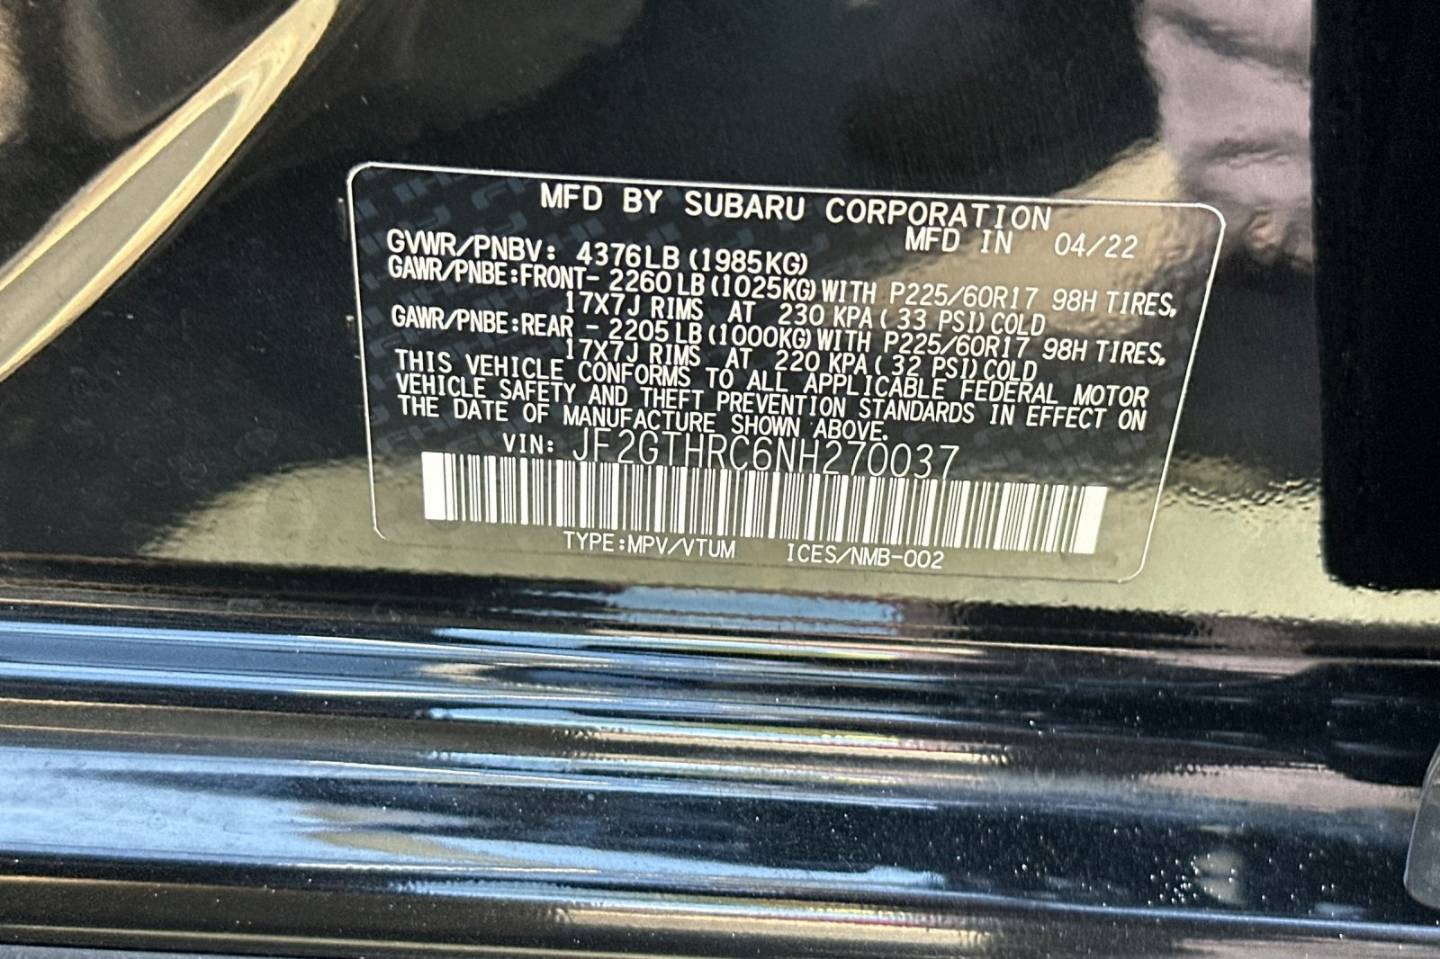 MFD BY SUBARU CORPORATION
MFD IN 04/22
GVWR/PNBV: 4376LB (1985KG)
GAWR/PNBE:FRONT- 2260LB (1025KG) WITH P225/60R17 98H TIRES,
17X7J RIMS AT 230 KPA ( 33 PSI) COLD
GAWR/PNBE:REAR - 2205LB (1000KG) WITH P225/60R17 98H TIRES,
17X7J RIMS AT 220 KPA ( 32 PSI) COLD
THIS VEHICLE CONFORMS TO ALL APPLICABLE FEDERAL MOTOR
VEHICLE SAFETY AND THEFT PREVENTION STANDARDS IN EFFECT ON
THE DATE OF MANUFACTURE SHOWN ABOVE.
VIN: JF2GTHRC6NH270037
TYPE:MPV/VTUM ICES/NMB-002